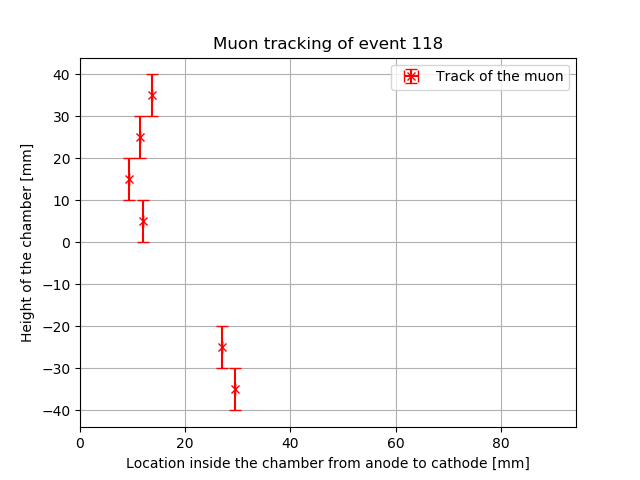 Muon tracking of event 118
Track of the muon
Height of the chamber [mm]
40
30
20
10
0
−10
−20
−30
−40
0 20 40 60 80
Location inside the chamber from anode to cathode [mm]